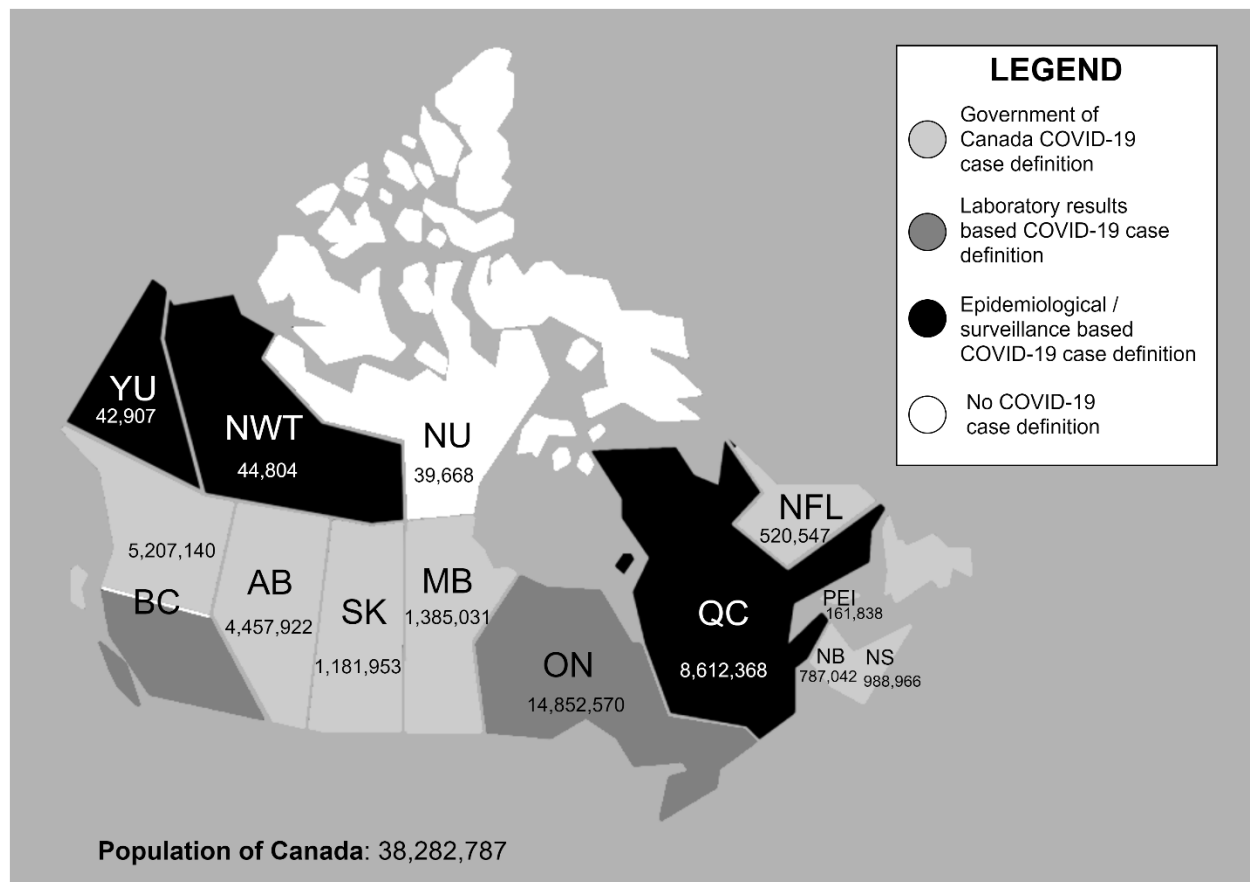 LEGEND
Government of
Canada COVID-19
case definition
Laboratory results
based COVID-19 case
definition
Epidemiological /
surveillance based
COVID-19 case definition
No COVID-19
case definition
YU
42,907
NWT
44,804
NU
39,668
5,207,140
BC
AB
4,457,922
SK
1,181,953
MB
1,385,031
ON
14,852,570
QC
8,612,368
NFL
520,547
PEI
161,838
NB
787,042
NS
988,966
Population of Canada: 38,282,787